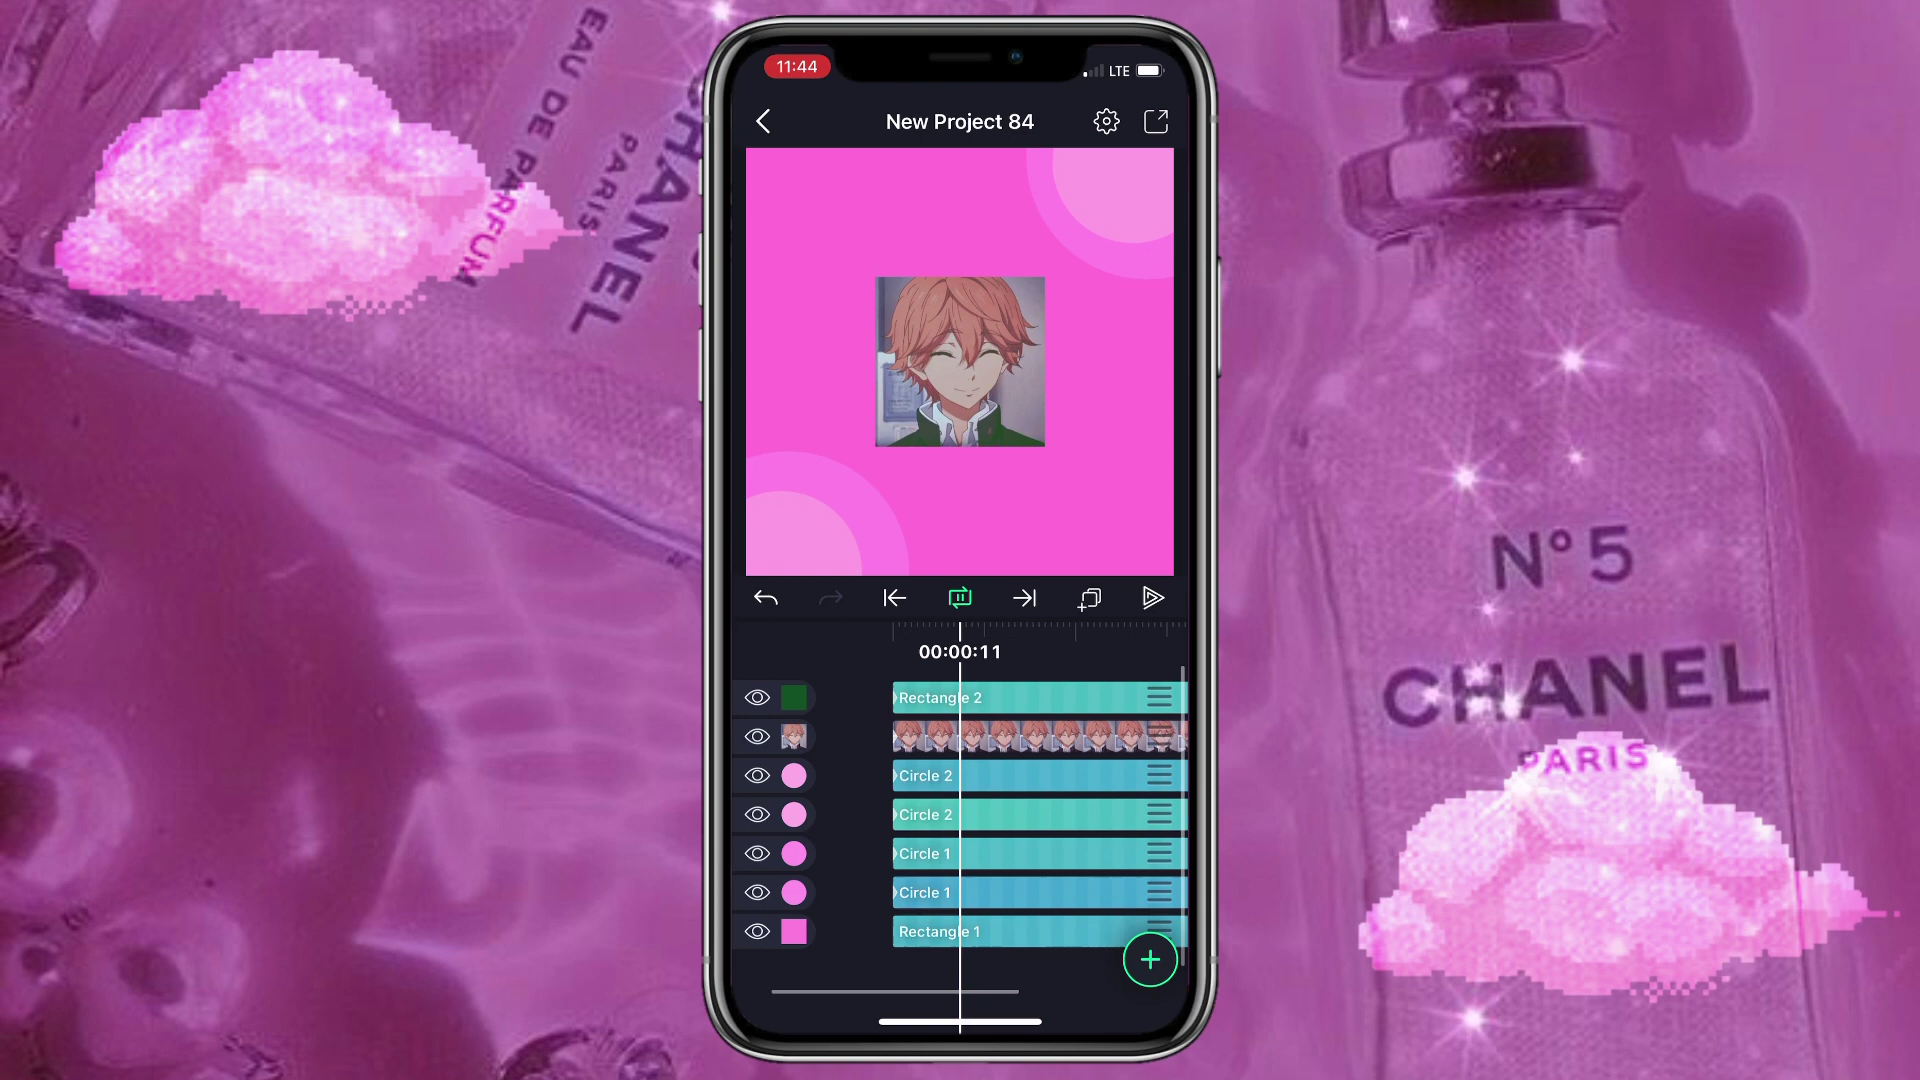 EAU DE PARFUM
PARIS
CHANEL
11:44
LTE
New Project 84
00:00:11
Rectangle 2
Circle 2
Circle 2
Circle 1
Circle 1
Rectangle 1
N°5
CHANEL
PARIS